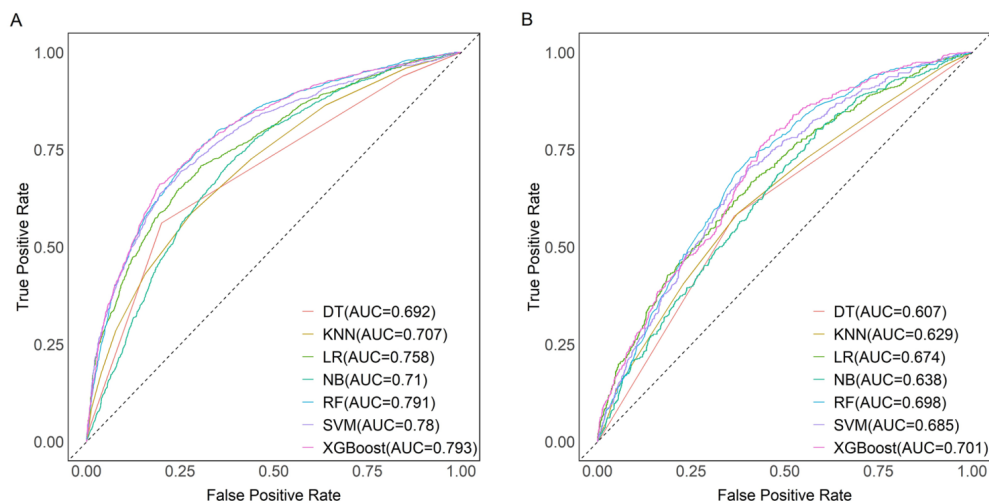 A
1.00
0.75
0.50
0.25
0.00
True Positive Rate
DT(AUC=0.692)
KNN(AUC=0.707)
LR(AUC=0.758)
NB(AUC=0.71)
RF(AUC=0.791)
SVM(AUC=0.78)
XGBoost(AUC=0.793)
0.00 0.25 0.50 0.75 1.00
False Positive Rate
B
1.00
0.75
0.50
0.25
0.00
True Positive Rate
DT(AUC=0.607)
KNN(AUC=0.629)
LR(AUC=0.674)
NB(AUC=0.638)
RF(AUC=0.698)
SVM(AUC=0.685)
XGBoost(AUC=0.701)
0.00 0.25 0.50 0.75 1.00
False Positive Rate